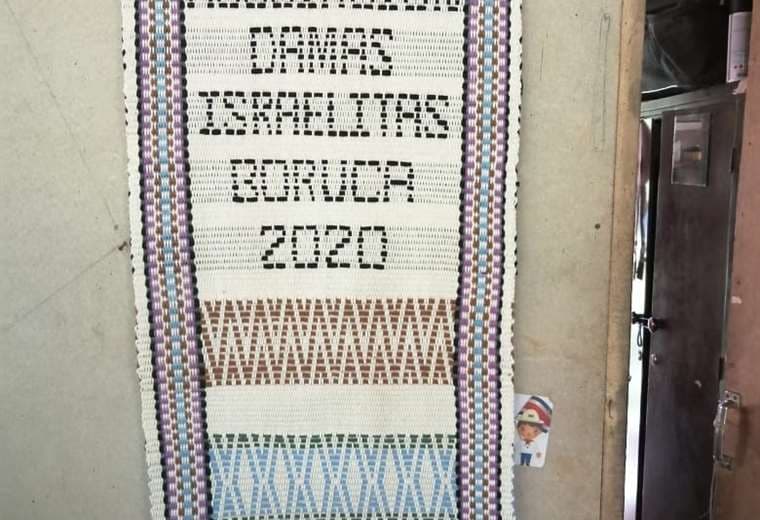 DAMAS
ISRAELITAS
BORUCA
2020